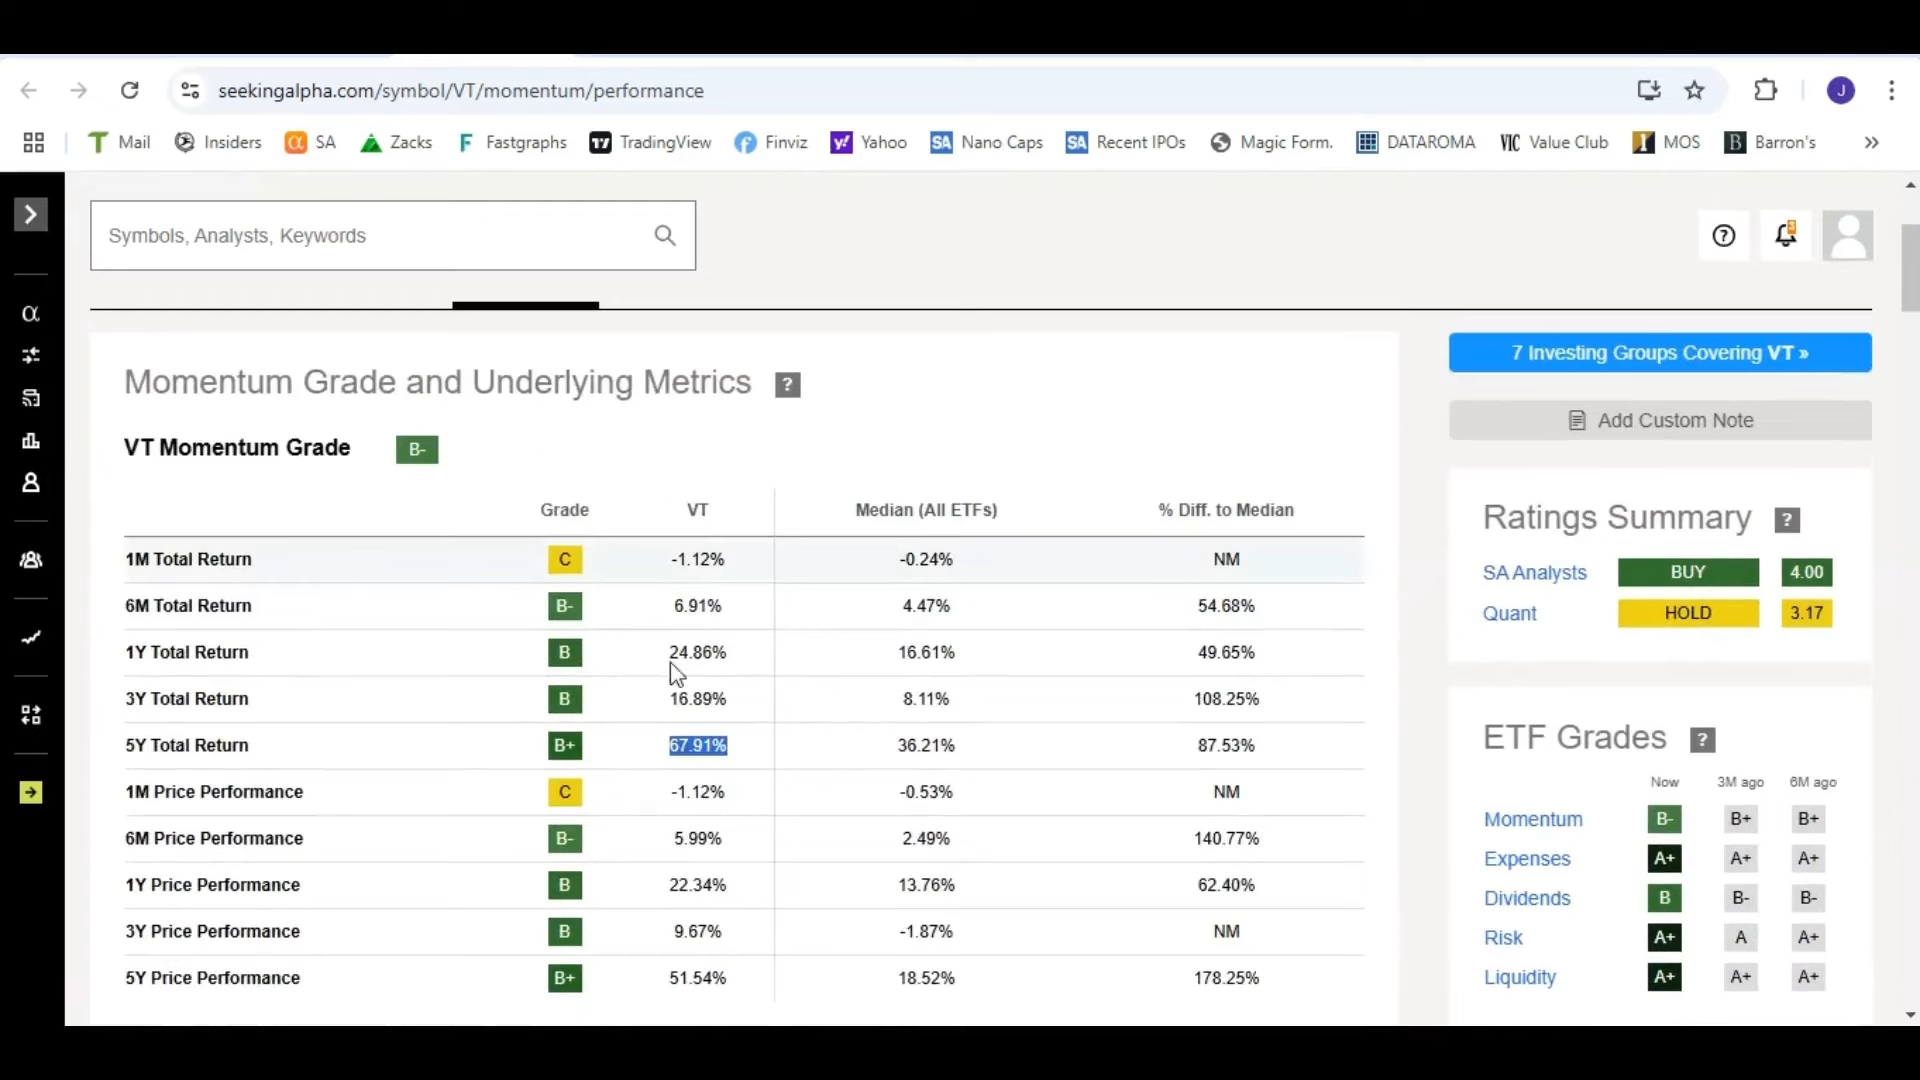 seekingalpha.com/symbol/VT/momentum/performance
J
Mail Insiders SA Zacks Fastgraphs TradingView Finviz Yahoo Nano Caps Recent IPOs Magic Form. DATAROMA Value Club MOS Barron's
Symbols, Analysts, Keywords
7 Investing Groups Covering VT »
Momentum Grade and Underlying Metrics ?
Add Custom Note
VT Momentum Grade B-
Grade VT Median (All ETFs) % Diff. to Median
1M Total Return C -1.12% -0.24% NM
6M Total Return B- 6.91% 4.47% 54.68%
1Y Total Return B 24.86% 16.61% 49.65%
3Y Total Return B 16.89% 8.11% 108.25%
5Y Total Return B+ 67.91% 36.21% 87.53%
1M Price Performance C -1.12% -0.53% NM
6M Price Performance B- 5.99% 2.49% 140.77%
1Y Price Performance B 22.34% 13.76% 62.40%
3Y Price Performance B 9.67% -1.87% NM
5Y Price Performance B+ 51.54% 18.52% 178.25%
Ratings Summary ?
SA Analysts BUY 4.00
Quant HOLD 3.17
ETF Grades ?
Now 3M ago 6M ago
Momentum B- B+ B+
Expenses A+ A+ A+
Dividends B B- B-
Risk A+ A A+
Liquidity A+ A+ A+